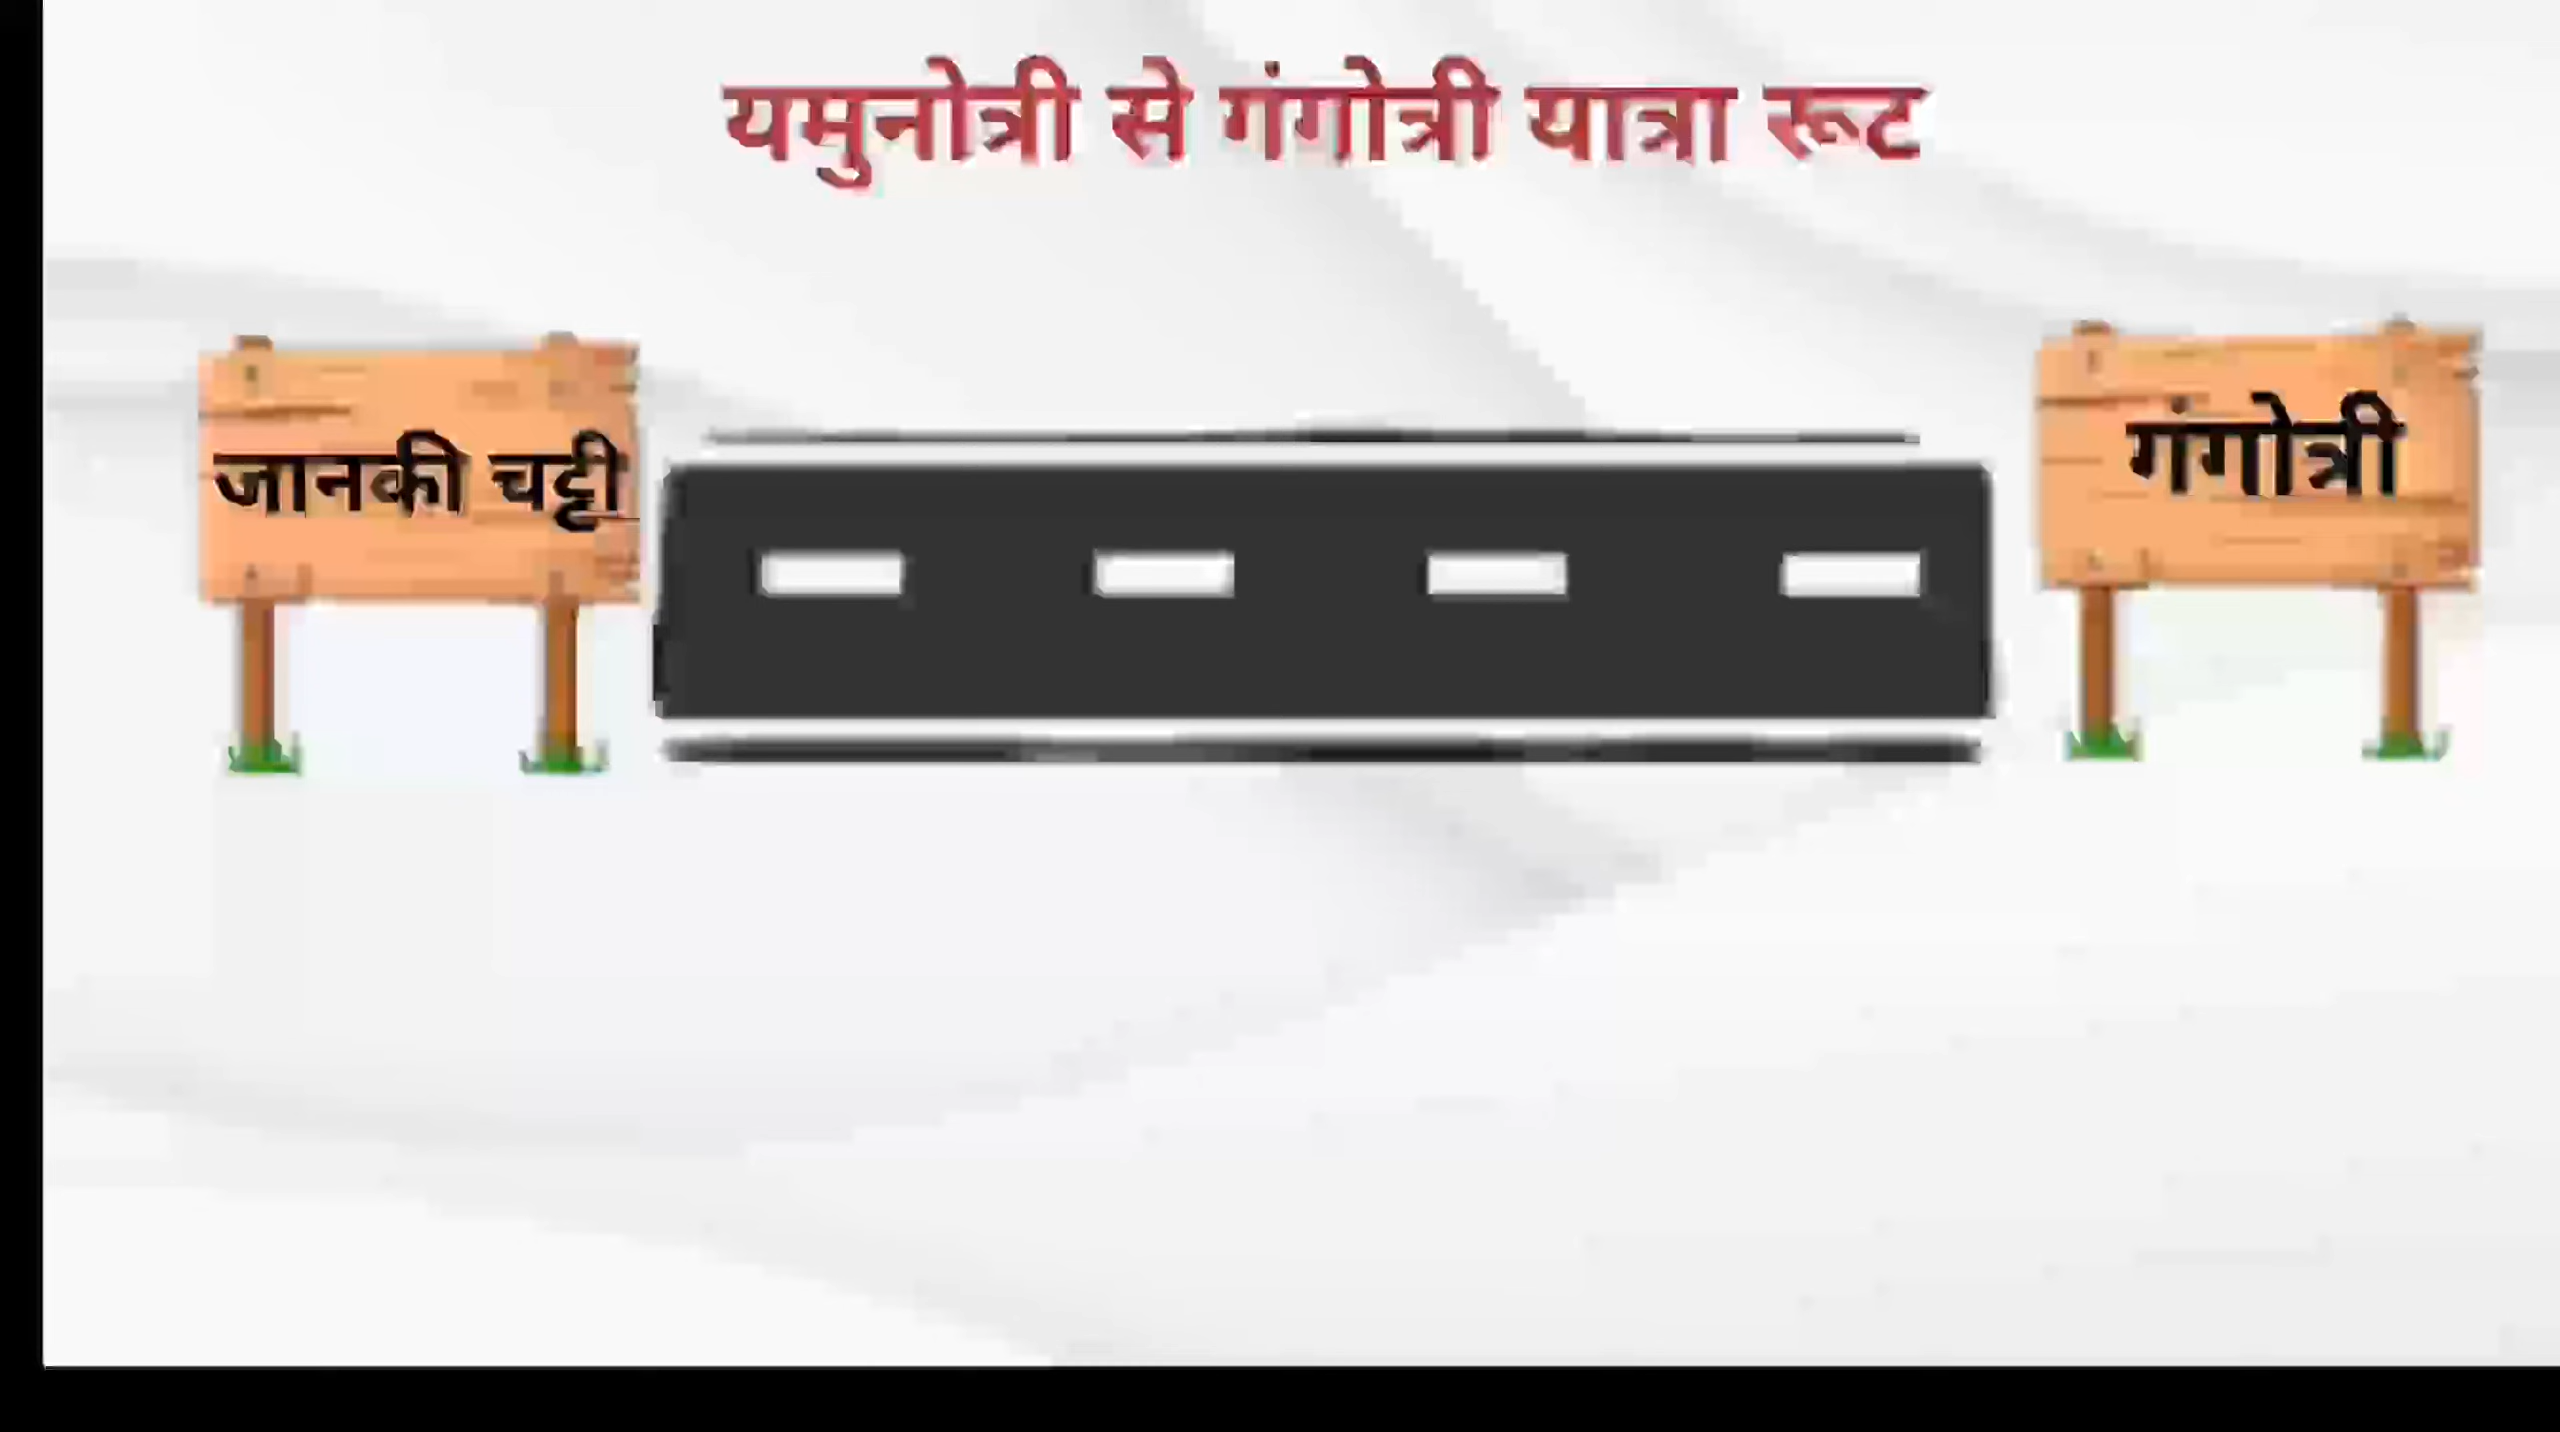 यमुनोत्री से गंगोत्री यात्रा रूट
जानकी चट्टी
गंगोत्री